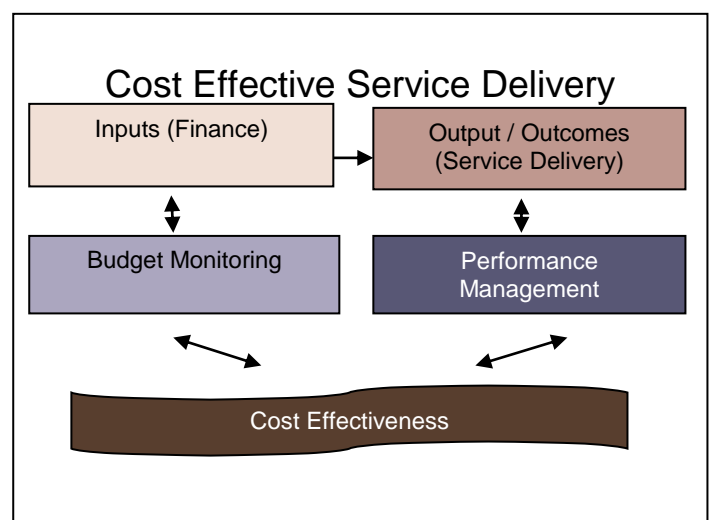 Cost Effective Service Delivery
Inputs (Finance)
Output / Outcomes
(Service Delivery)
Budget Monitoring
Performance
Management
Cost Effectiveness